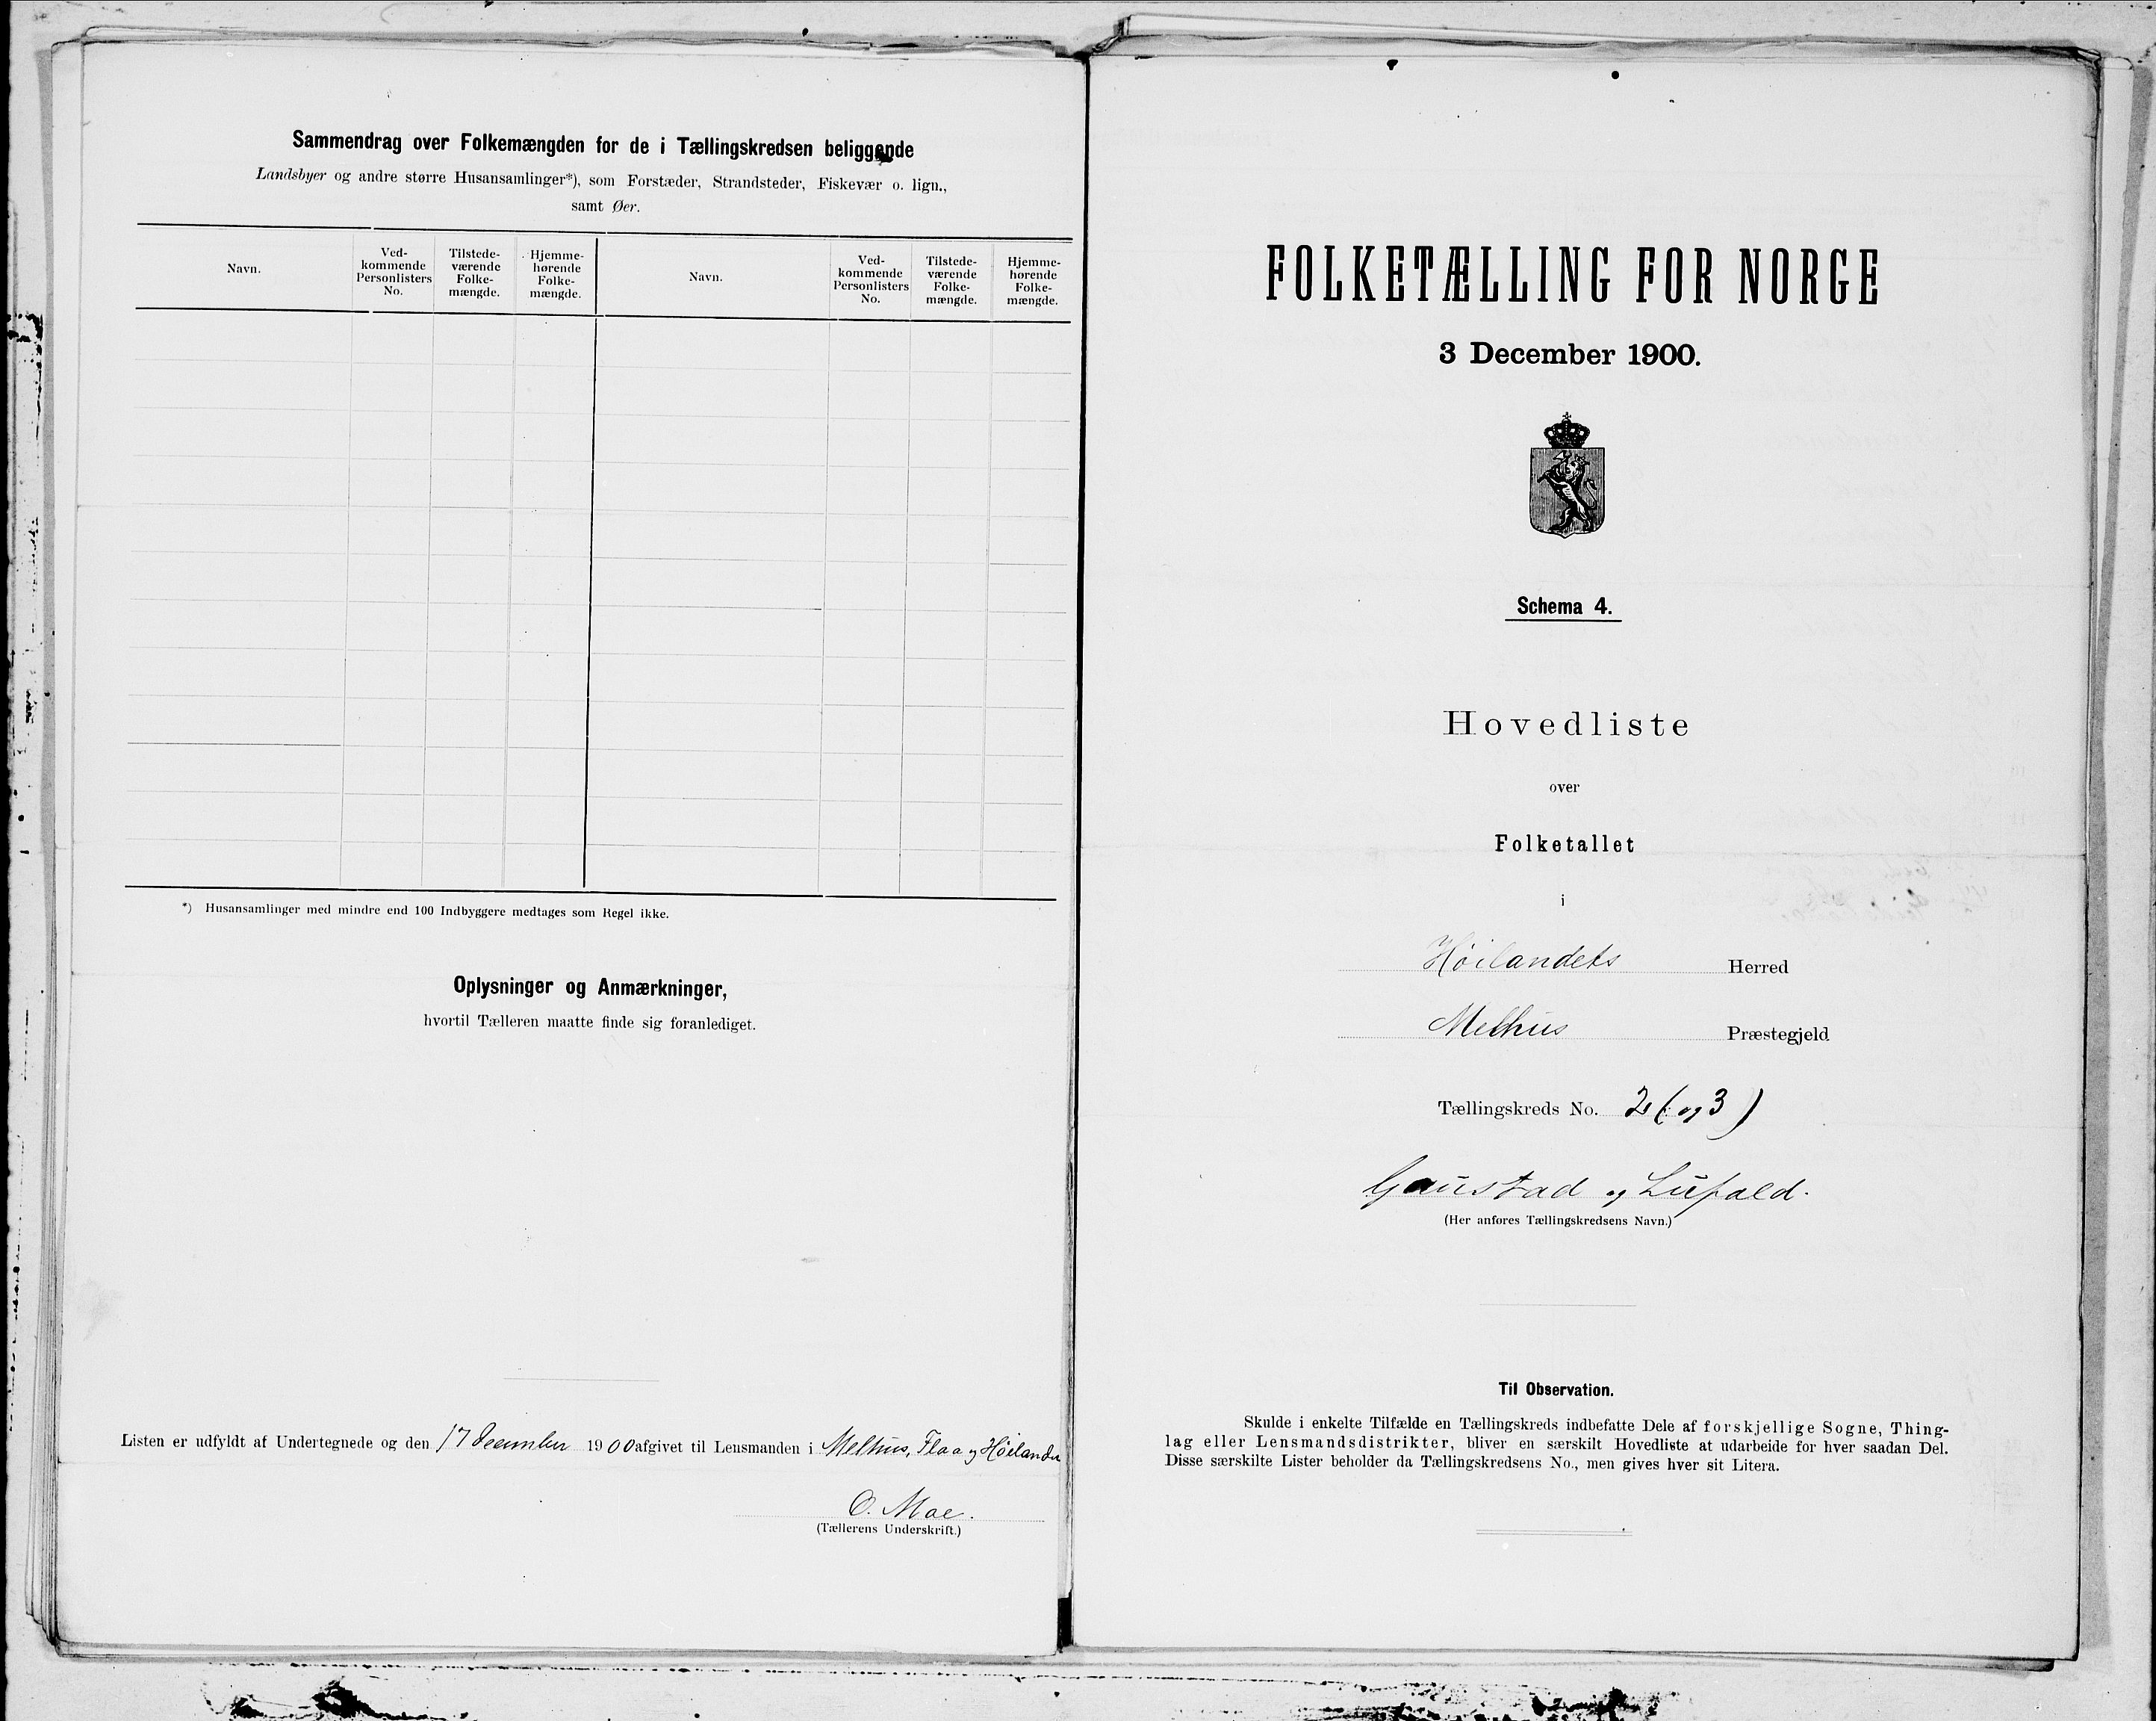 Sammendrag over Folkemængden for de i Tællingskredsen beliggende
Landsbyer og andre større Husansamlinger*), som Forstæder, Strandsteder, Fiskevær o. lign.,
samt Øer.
Navn.
Ved-
kommende
Personlisters
No.
Tilstede-
værende
Folke-
mængde.
Hjemme-
hørende
Folke-
mængde.
Navn.
Ved-
kommende
Personlisters
No.
Tilstede-
værende
Folke-
mængde.
Hjemme-
hørende
Folke-
mængde.
*) Husansamlinger med mindre end 100 Indbyggere medtages som Regel ikke.
Oplysninger og Anmærkninger,
hvortil Tælleren maatte finde sig foranlediget.
Listen er udfyldt af Undertegnede og den 17 December 1900 afgivet til Lensmanden i Melhus, Flaa og Höilandet
O. Moe.
(Tællerens Underskrift.)
FOLKETÆLLING FOR NORGE
3 December 1900.
Schema 4.
Hovedliste
over
Folketallet
i
Höilandets Herred
Melhus Præstegjeld
Tællingskreds No. 2 (og 3)
Gaustad og
(Her anføres Tællingskredsens Navn.)
Til Observation.
Skulde i enkelte Tilfælde en Tællingskreds indbefatte Dele af forskjellige Sogne, Thing-
lag eller Lensmandsdistrikter, bliver en særskilt Hovedliste at udarbeide for hver saadan Del.
Disse særskilte Lister beholder da Tællingskredsens No., men gives hver sit Litera.